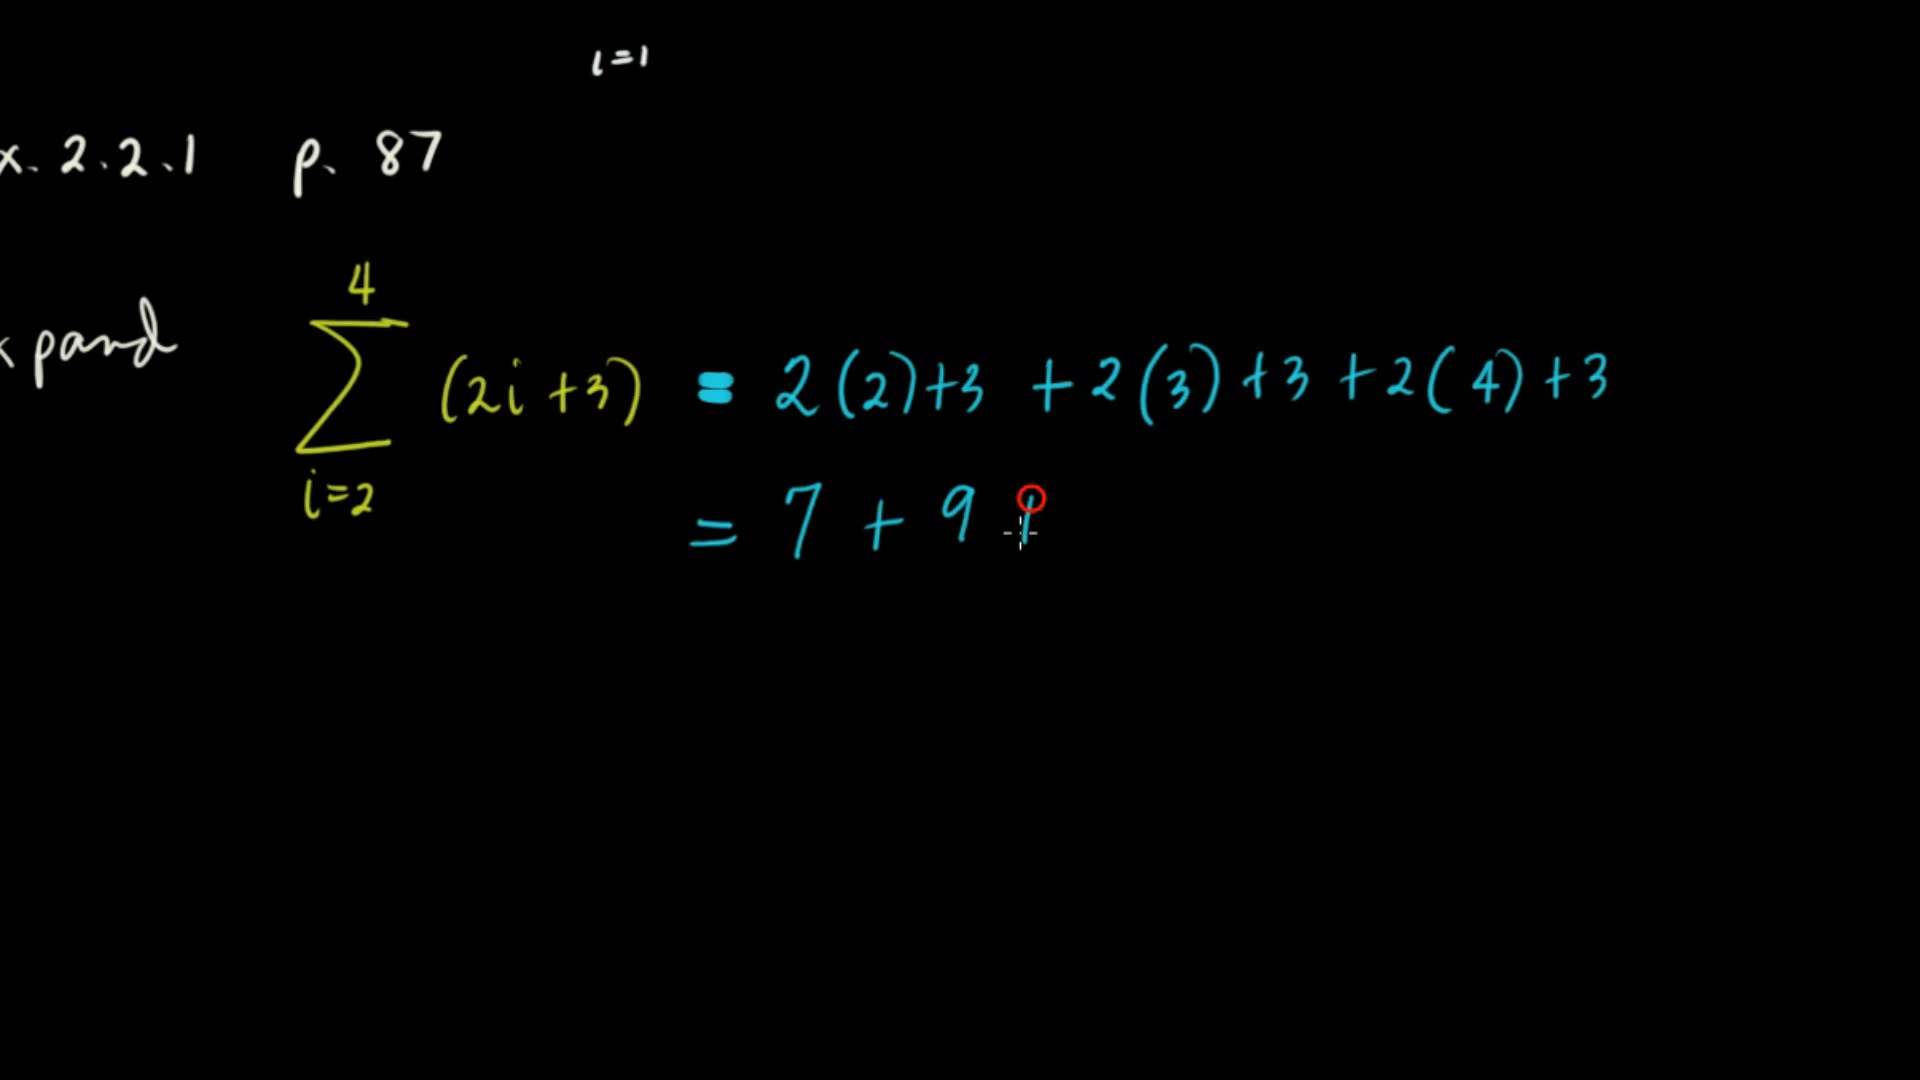 i=1
x. 2.2.1 p. 87
4
xpand ∑ (2i+3) = 2(2)+3 + 2(3)+3 + 2(4)+3
i=2
= 7 + 9